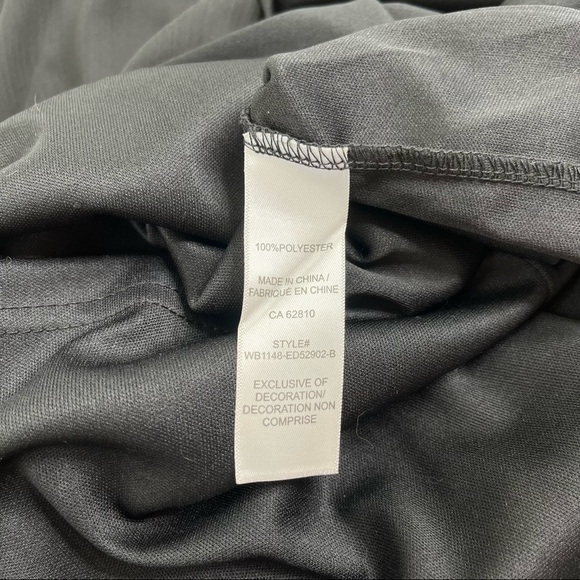 100%POLYESTER
MADE IN CHINA /
FABRIQUÉ EN CHINE
CA 62810
STYLE#
WB1148-ED52902-B
EXCLUSIVE OF
DECORATION/
DECORATION NON
COMPRISE